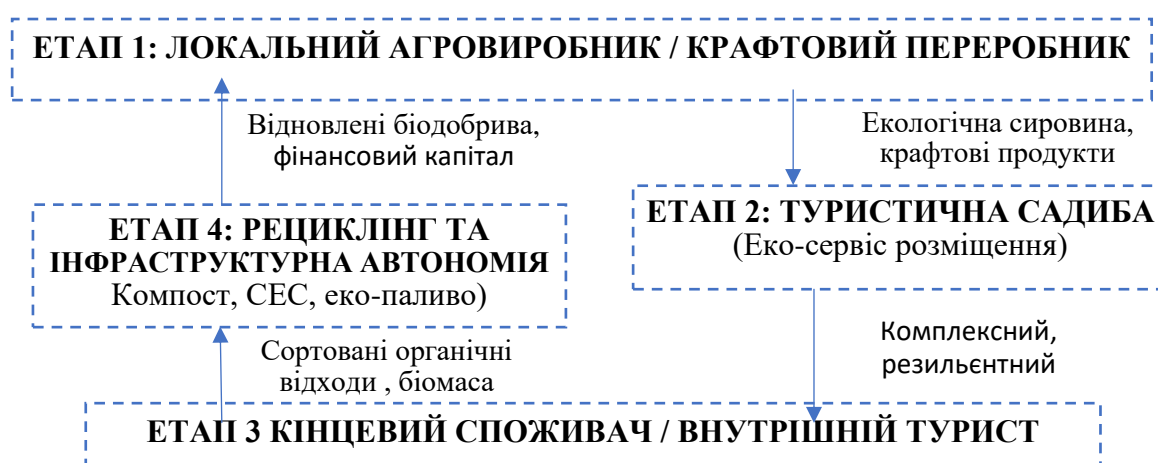 ЕТАП 1: ЛОКАЛЬНИЙ АГРОВИРОБНИК / КРАФТОВИЙ ПЕРЕРОБНИК
Відновлені біодобрива,
фінансовий капітал
Екологічна сировина,
крафтові продукти
ЕТАП 4: РЕЦИКЛІНГ ТА
ІНФРАСТРУКТУРНА АВТОНОМІЯ
Компост, СЕС, еко-паливо)
ЕТАП 2: ТУРИСТИЧНА САДИБА
(Еко-сервіс розміщення)
Сортовані органічні
відходи , біомаса
Комплексний,
резильєнтний
ЕТАП 3 КІНЦЕВИЙ СПОЖИВАЧ / ВНУТРІШНІЙ ТУРИСТ